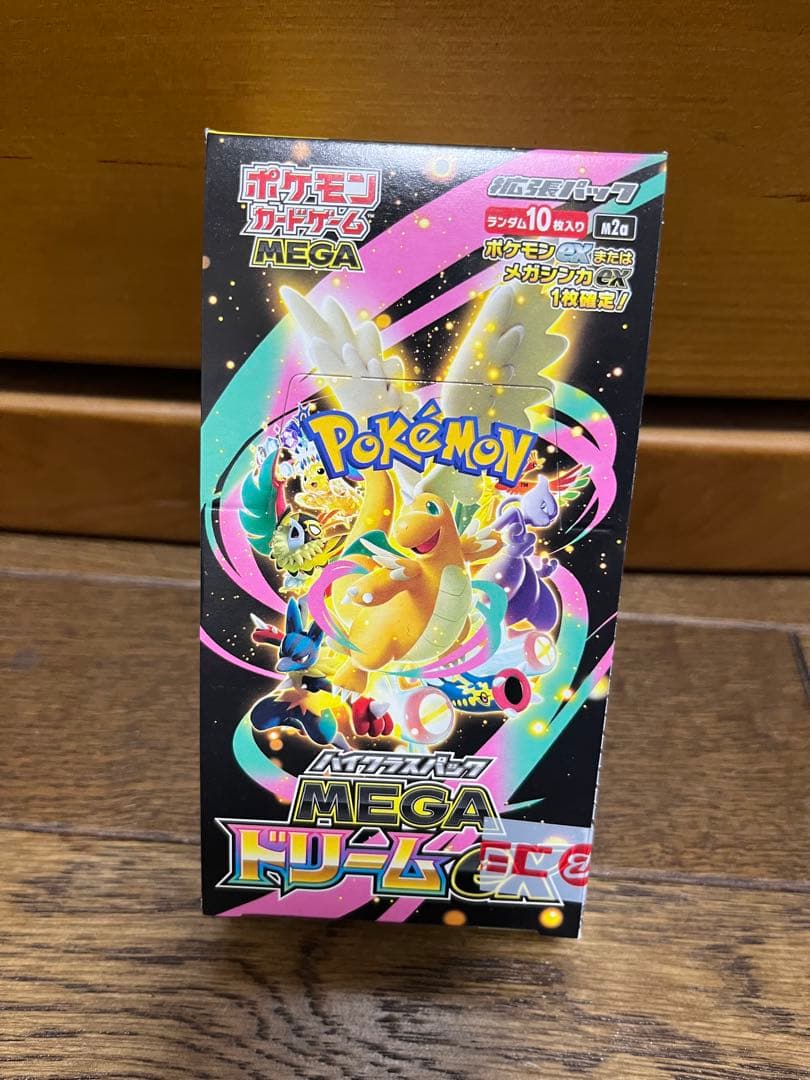 ポケモン
カードゲーム™
MEGA
拡張パック
ランダム10枚入り M2a
ポケモンexまたは
メガシンカex
1枚確定！
POKéMON™
ハイクラスパック
MEGA
ドリームex